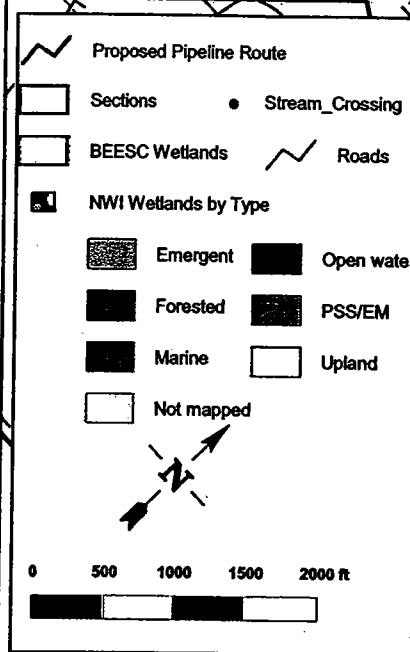 Proposed Pipeline Route
Sections Stream_Crossing
BEESC Wetlands Roads
NWI Wetlands by Type
Emergent Open wate
Forested PSS/EM
Marine Upland
Not mapped
N
0 500 1000 1500 2000 ft